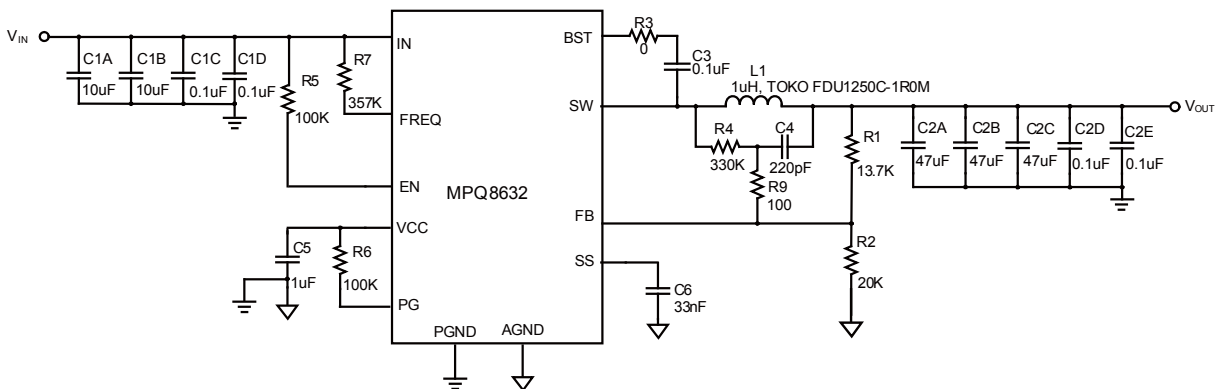 V_IN
C1A
10uF
C1B
10uF
C1C
0.1uF
C1D
0.1uF
R5
100K
R7
357K
IN
FREQ
EN
VCC
PG
PGND
AGND
MPQ8632
BST
SW
FB
SS
C5
1uF
R6
100K
R3
0
C3
0.1uF
L1
1uH, TOKO FDU1250C-1R0M
R4
330K
C4
220pF
R9
100
R1
13.7K
R2
20K
C6
33nF
C2A
47uF
C2B
47uF
C2C
47uF
C2D
0.1uF
C2E
0.1uF
V_OUT